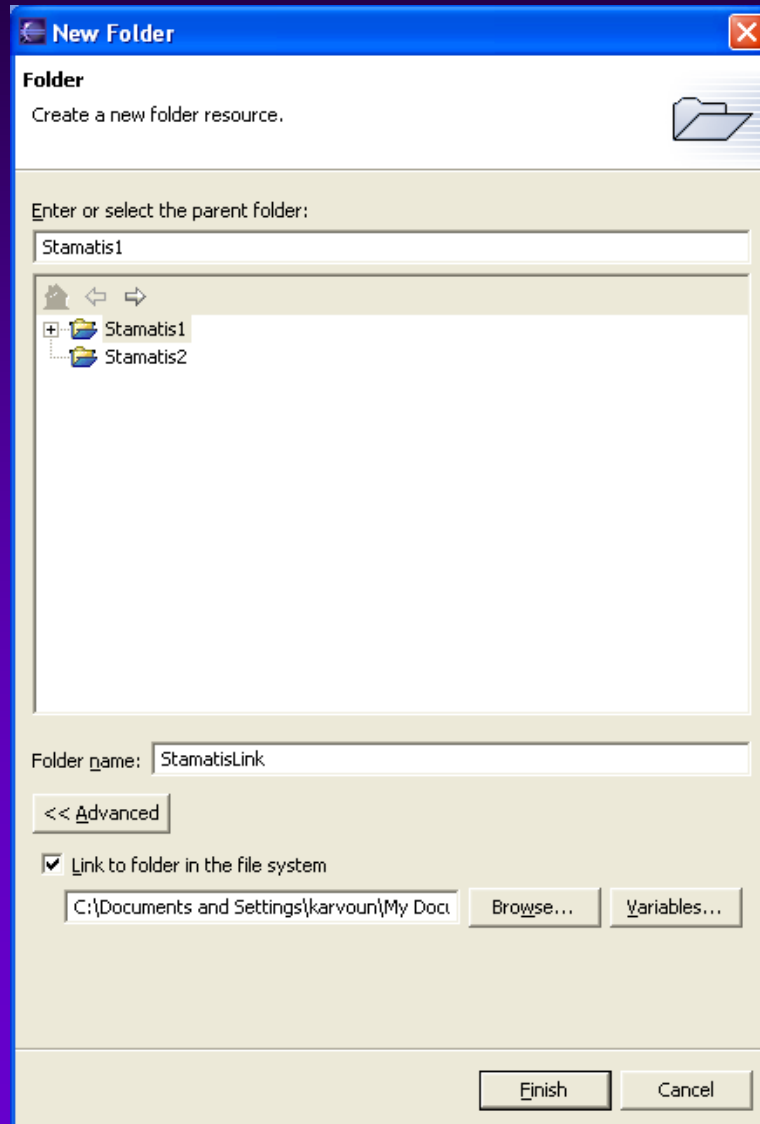 New Folder
Folder
Create a new folder resource.
Enter or select the parent folder:
Stamatis1
Stamatis1
Stamatis2
Folder name: StamatisLink
<< Advanced
Link to folder in the file system
C:\Documents and Settings\karvoun\My Docu Browse... Variables...
Finish Cancel